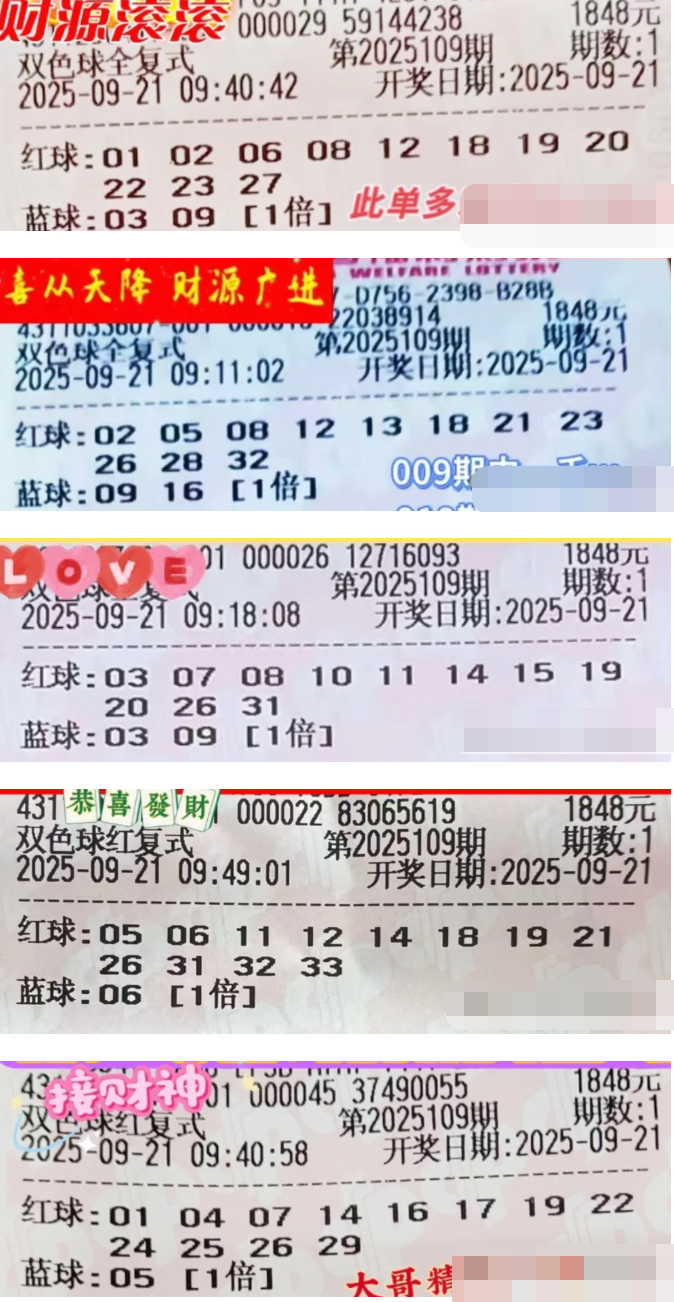 财源滚滚
000029 59144238 1848元
双色球全复式 第2025109期 期数:1
2025-09-21 09:40:42 开奖日期:2025-09-21
红球:01 02 06 08 12 18 19 20
22 23 27
蓝球:03 09 [1倍] 此单多
喜从天降 财源广进
WELFARE LOTTERY
-D756-2398-B28B
22038914 1848元
双色球全复式 第2025109期 期数:1
2025-09-21 09:11:02 开奖日期:2025-09-21
红球:02 05 08 12 13 18 21 23
26 28 32
蓝球:09 16 [1倍] 009期
LOVE
01 000026 12716093 1848元
第2025109期 期数:1
2025-09-21 09:18:08 开奖日期:2025-09-21
红球:03 07 08 10 11 14 15 19
20 26 31
蓝球:03 09 [1倍]
恭喜發財
431 000022 83065619 1848元
双色球红复式 第2025109期 期数:1
2025-09-21 09:49:01 开奖日期:2025-09-21
红球:05 06 11 12 14 18 19 21
26 31 32 33
蓝球:06 [1倍]
接财神
43 01 000045 37490055 1848元
双色球红复式 第2025109期 期数:1
2025-09-21 09:40:58 开奖日期:2025-09-21
红球:01 04 07 14 16 17 19 22
24 25 26 29
蓝球:05 [1倍] 大哥精